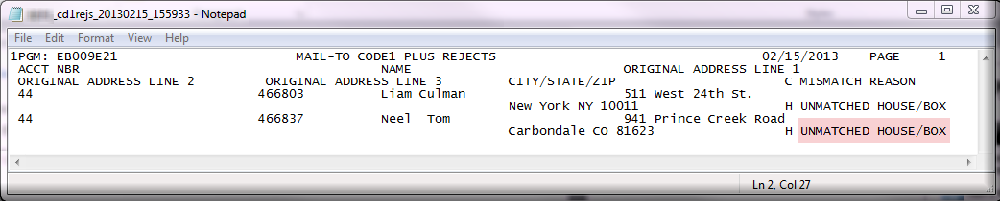 _cd1rejs_20130215_155933 - Notepad
File Edit Format View Help
1PGM: EB009E21 MAIL-TO CODE1 PLUS REJECTS 02/15/2013 PAGE 1
ACCT NBR NAME ORIGINAL ADDRESS LINE 1
ORIGINAL ADDRESS LINE 2 ORIGINAL ADDRESS LINE 3 CITY/STATE/ZIP C MISMATCH REASON
44 466803 Liam Culman 511 West 24th St.
New York NY 10011 H UNMATCHED HOUSE/BOX
44 466837 Neel Tom 941 Prince Creek Road
Carbondale CO 81623 H UNMATCHED HOUSE/BOX
Ln 2, Col 27